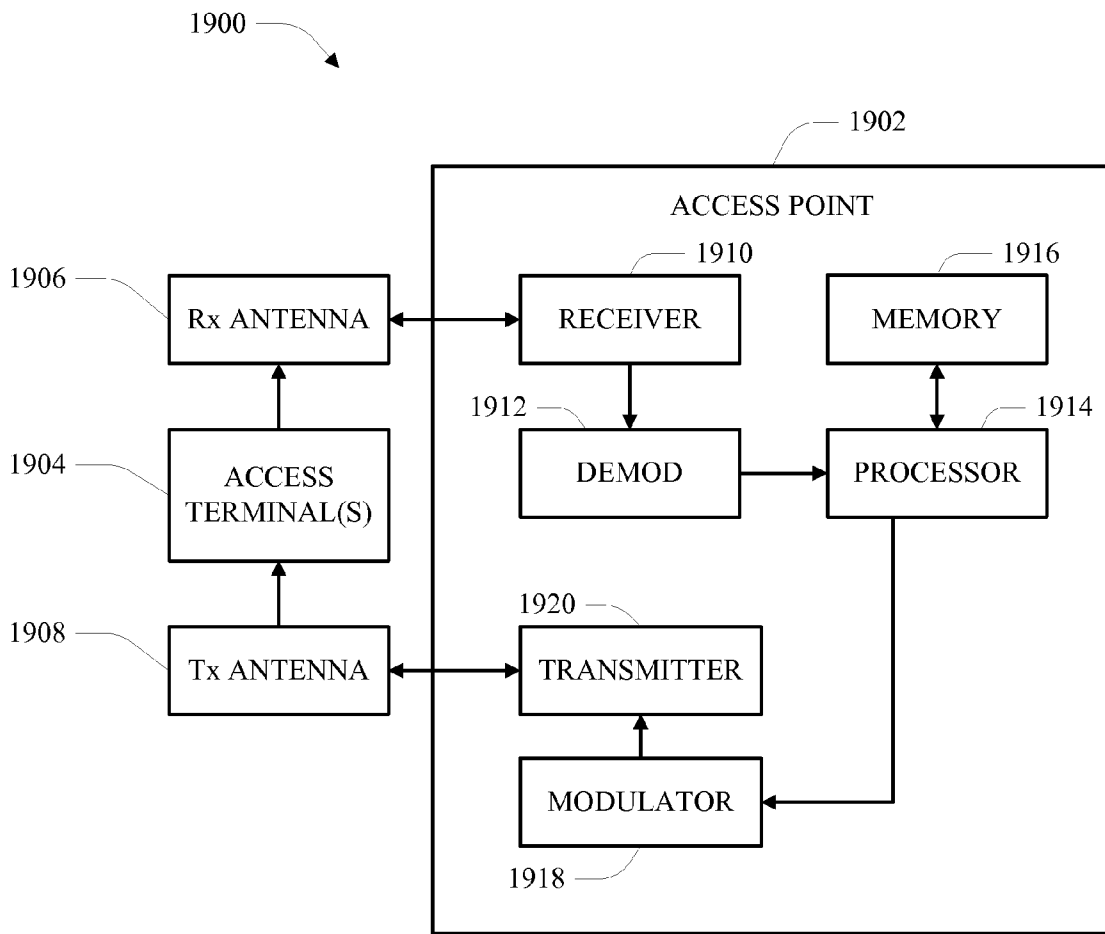 1900
1902
ACCESS POINT
1906
1910
1916
Rx ANTENNA
RECEIVER
MEMORY
1912
1914
1904
ACCESS
TERMINAL(S)
DEMOD
PROCESSOR
1908
1920
Tx ANTENNA
TRANSMITTER
MODULATOR
1918